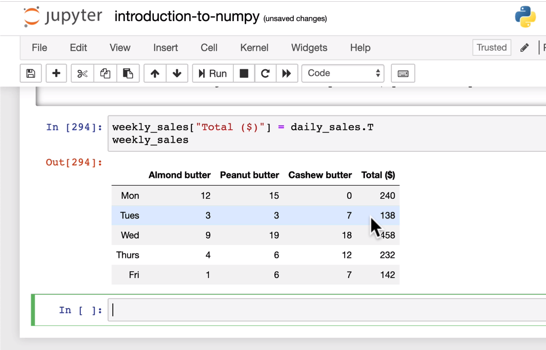 jupyter introduction-to-numpy (unsaved changes)
File Edit View Insert Cell Kernel Widgets Help Trusted
Run Code
In [294]: weekly_sales["Total ($)"] = daily_sales.T
weekly_sales
Out[294]:
Almond butter Peanut butter Cashew butter Total ($)
Mon 12 15 0 240
Tues 3 3 7 138
Wed 9 19 18 458
Thurs 4 6 12 232
Fri 1 6 7 142
In [ ]: